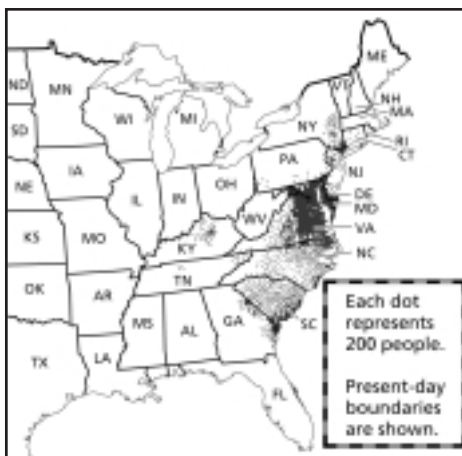 ME
ND
MN
VT
NH
MA
WI
MI
NY
SD
RI
CT
IA
PA
NJ
NE
OH
DE
IL
IN
MD
WV
KS
MO
VA
KY
NC
TN
OK
AR
SC
MS
AL
GA
TX
LA
FL
Each dot
represents
200 people.
Present-day
boundaries
are shown.